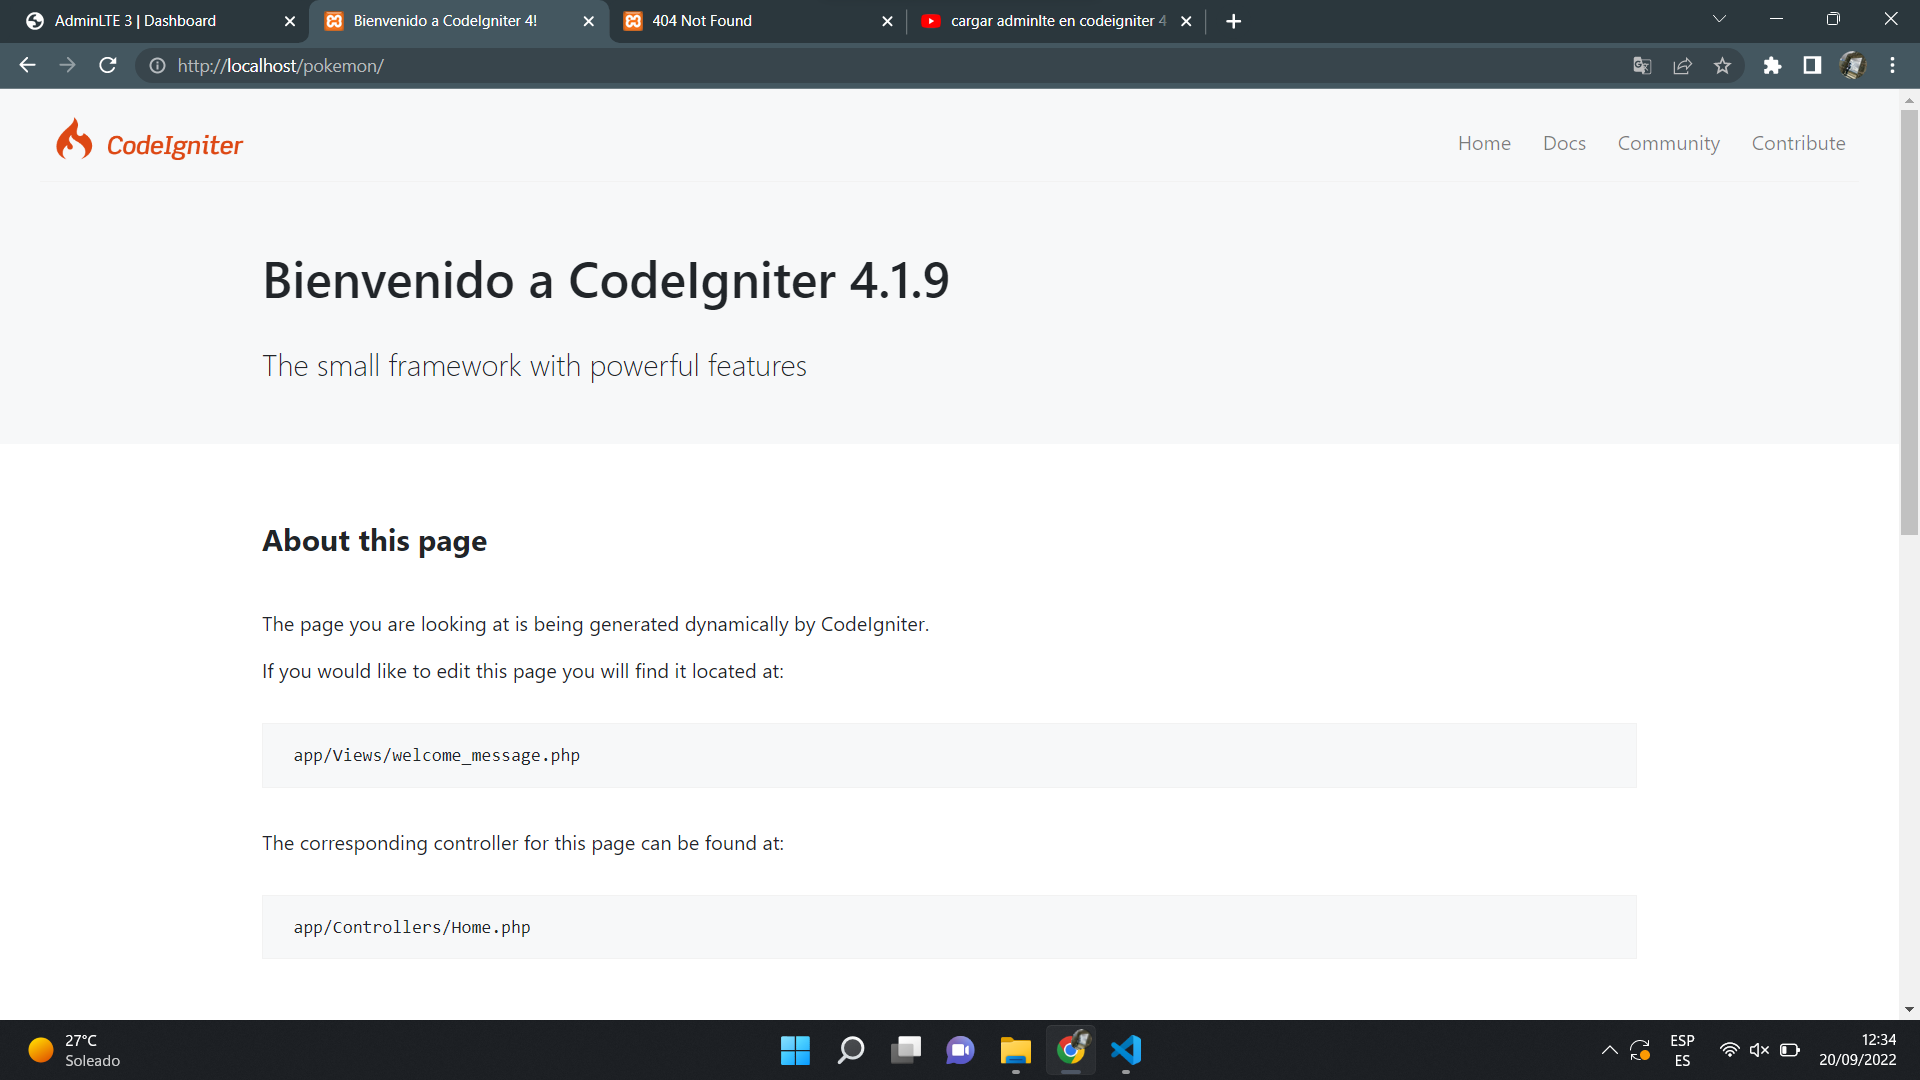 AdminLTE 3 | Dashboard
Bienvenido a CodeIgniter 4!
404 Not Found
cargar adminlte en codeigniter 4
http://localhost/pokemon/
CodeIgniter
Home Docs Community Contribute
Bienvenido a CodeIgniter 4.1.9
The small framework with powerful features
About this page
The page you are looking at is being generated dynamically by CodeIgniter.
If you would like to edit this page you will find it located at:
app/Views/welcome_message.php
The corresponding controller for this page can be found at:
app/Controllers/Home.php
27°C
Soleado
ESP
ES
12:34
20/09/2022